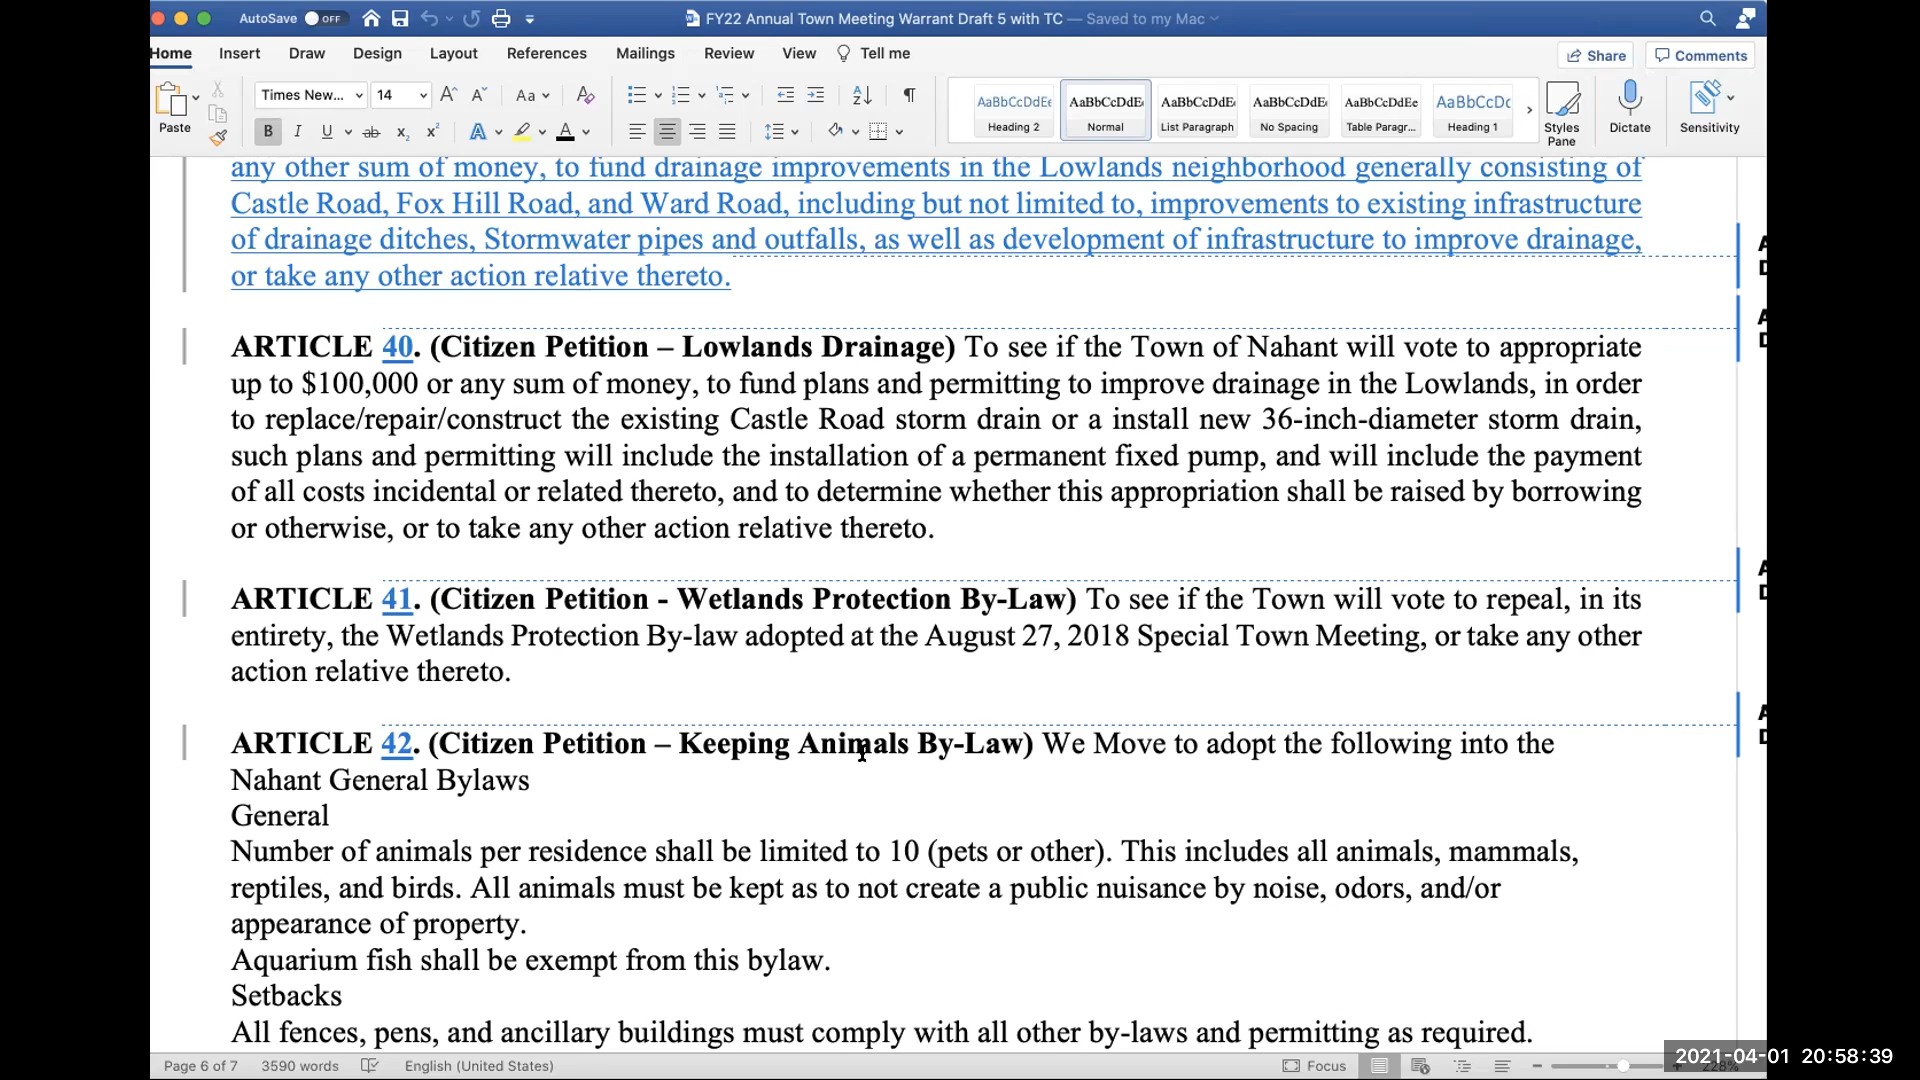 AutoSave OFF FY22 Annual Town Meeting Warrant Draft 5 with TC — Saved to my Mac
Home Insert Draw Design Layout References Mailings Review View Tell me Share Comments
Paste Times New... 14 Aa
AaBbCcDdEe AaBbCcDdE AaBbCcDdE AaBbCcDdE AaBbCcDdEe AaBbCcDc
Heading 2 Normal List Paragraph No Spacing Table Paragr... Heading 1 Styles Pane Dictate Sensitivity
any other sum of money, to fund drainage improvements in the Lowlands neighborhood generally consisting of
Castle Road, Fox Hill Road, and Ward Road, including but not limited to, improvements to existing infrastructure
of drainage ditches, Stormwater pipes and outfalls, as well as development of infrastructure to improve drainage,
or take any other action relative thereto.
ARTICLE 40. (Citizen Petition – Lowlands Drainage) To see if the Town of Nahant will vote to appropriate
up to $100,000 or any sum of money, to fund plans and permitting to improve drainage in the Lowlands, in order
to replace/repair/construct the existing Castle Road storm drain or a install new 36-inch-diameter storm drain,
such plans and permitting will include the installation of a permanent fixed pump, and will include the payment
of all costs incidental or related thereto, and to determine whether this appropriation shall be raised by borrowing
or otherwise, or to take any other action relative thereto.
ARTICLE 41. (Citizen Petition - Wetlands Protection By-Law) To see if the Town will vote to repeal, in its
entirety, the Wetlands Protection By-law adopted at the August 27, 2018 Special Town Meeting, or take any other
action relative thereto.
ARTICLE 42. (Citizen Petition – Keeping Animals By-Law) We Move to adopt the following into the
Nahant General Bylaws
General
Number of animals per residence shall be limited to 10 (pets or other). This includes all animals, mammals,
reptiles, and birds. All animals must be kept as to not create a public nuisance by noise, odors, and/or
appearance of property.
Aquarium fish shall be exempt from this bylaw.
Setbacks
All fences, pens, and ancillary buildings must comply with all other by-laws and permitting as required.
Page 6 of 7 3590 words English (United States) Focus 228%
2021-04-01 20:58:39